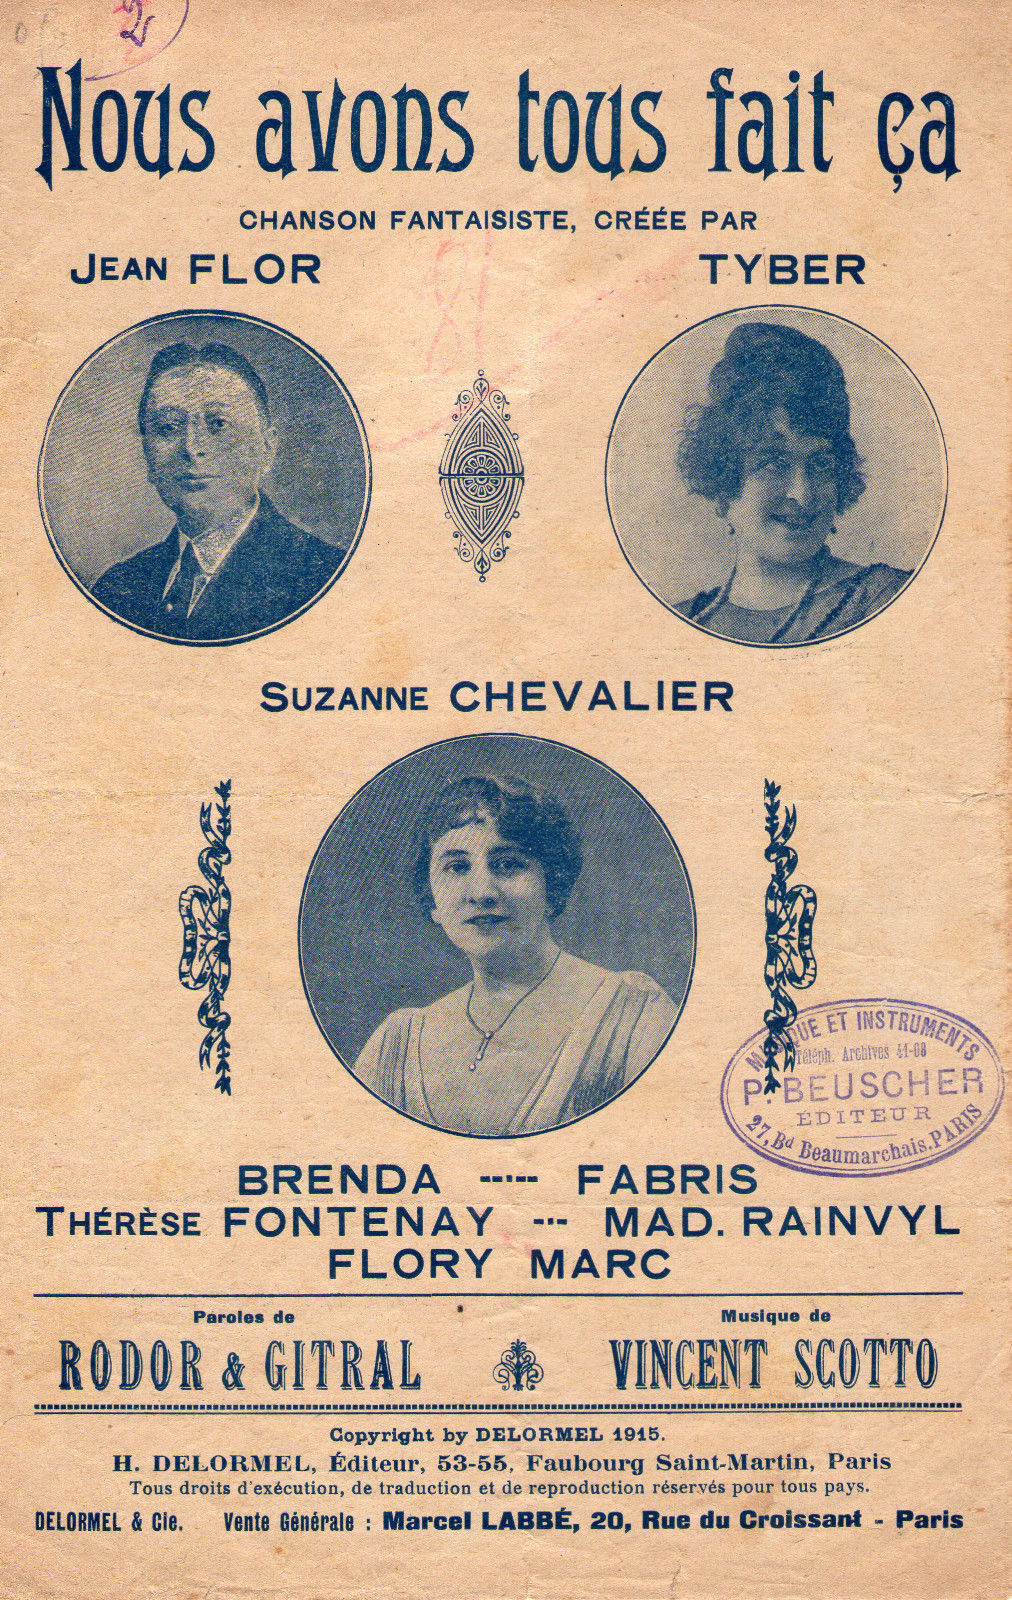 2
Nous avons tous fait ça
CHANSON FANTAISISTE, CRÉÉE PAR
JEAN FLOR
TYBER
SUZANNE CHEVALIER
MUSIQUE ET INSTRUMENTS
Téléph. Archives 41-08
P. BEUSCHER
ÉDITEUR
27, Bd Beaumarchais. PARIS
BRENDA ---·-- FABRIS
THÉRÈSE FONTENAY --·- MAD. RAINVYL
FLORY MARC
Paroles de
RODOR & GITRAL
Musique de
VINCENT SCOTTO
Copyright by DELORMEL 1915.
H. DELORMEL, Éditeur, 53-55, Faubourg Saint-Martin, Paris
Tous droits d'exécution, de traduction et de reproduction réservés pour tous pays.
DELORMEL & Cie. Vente Générale : Marcel LABBÉ, 20, Rue du Croissant - Paris